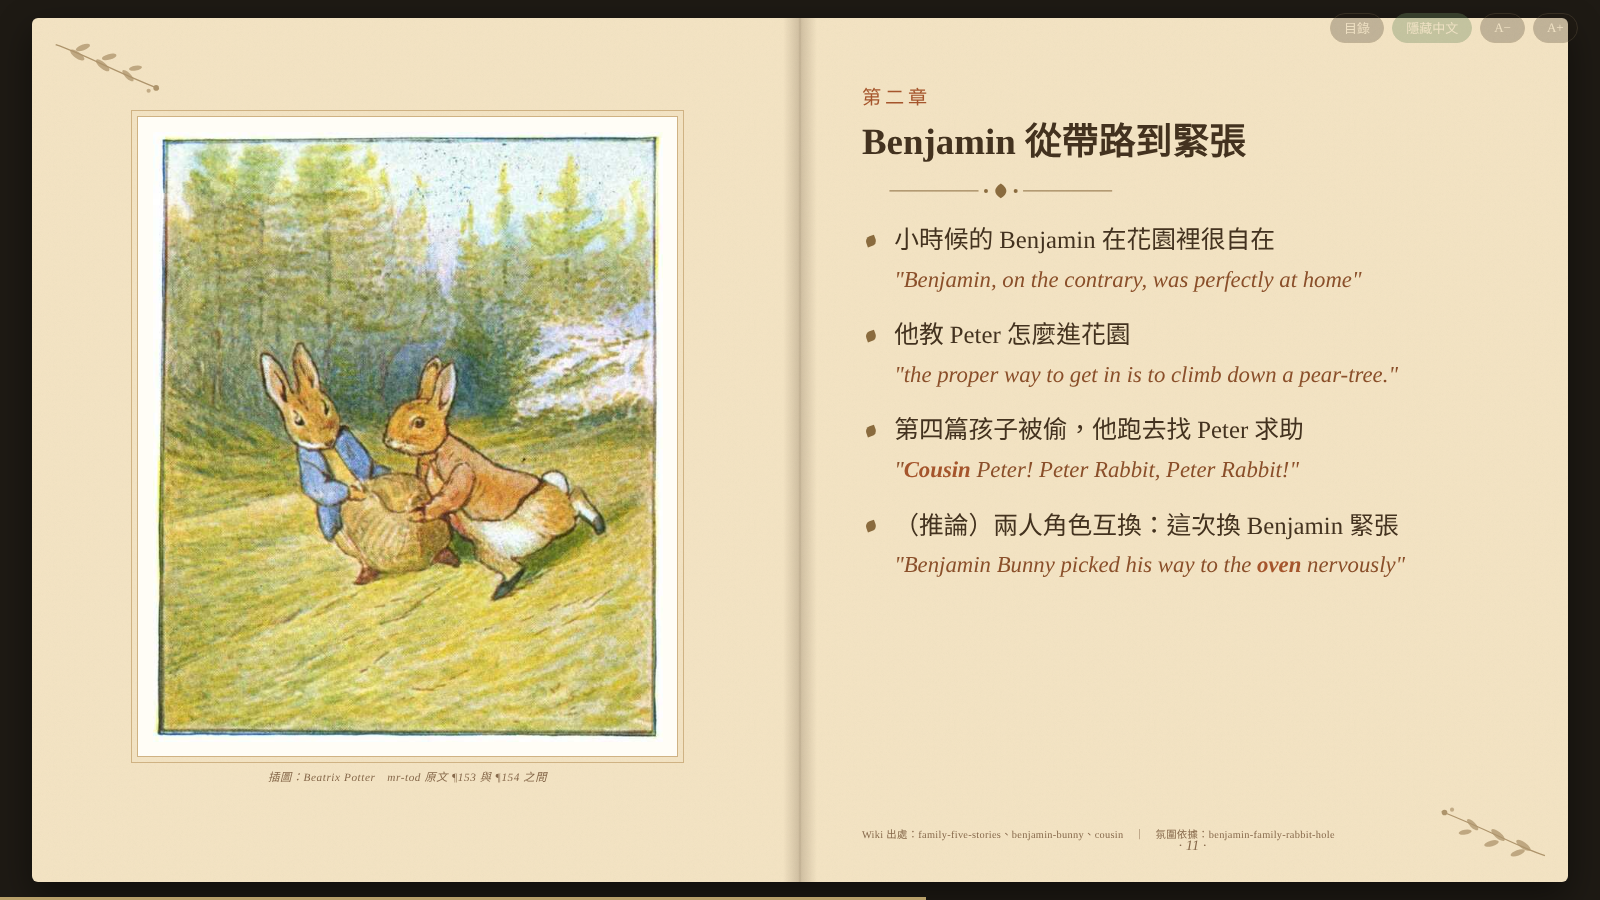 目錄
隱藏中文
A−
A+
第二章
Benjamin 從帶路到緊張
小時候的 Benjamin 在花園裡很自在
"Benjamin, on the contrary, was perfectly at home"
他教 Peter 怎麼進花園
"the proper way to get in is to climb down a pear-tree."
第四篇孩子被偷，他跑去找 Peter 求助
"Cousin Peter! Peter Rabbit, Peter Rabbit!"
（推論）兩人角色互換：這次換 Benjamin 緊張
"Benjamin Bunny picked his way to the oven nervously"
插圖：Beatrix Potter mr-tod 原文 ¶153 與 ¶154 之間
Wiki 出處：family-five-stories、benjamin-bunny、cousin ｜ 氛圍依據：benjamin-family-rabbit-hole
· 11 ·